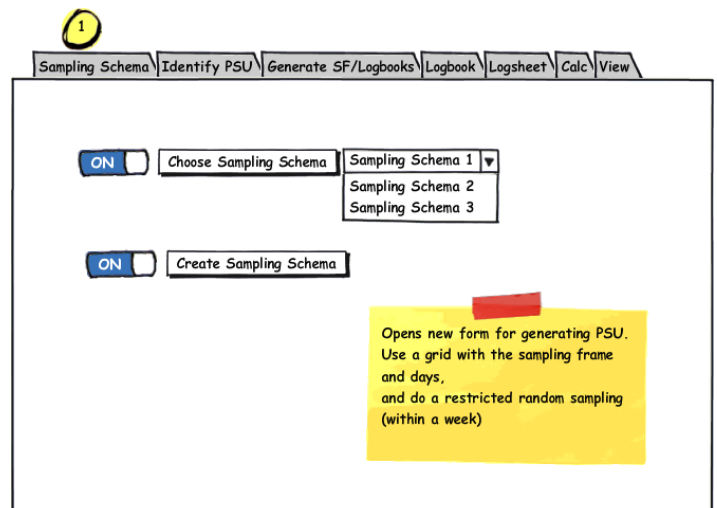 1
Sampling Schema Identify PSU Generate SF/Logbooks Logbook Logsheet Calc View
ON Choose Sampling Schema Sampling Schema 1
Sampling Schema 2
Sampling Schema 3
ON Create Sampling Schema
Opens new form for generating PSU.
Use a grid with the sampling frame
and days,
and do a restricted random sampling
(within a week)